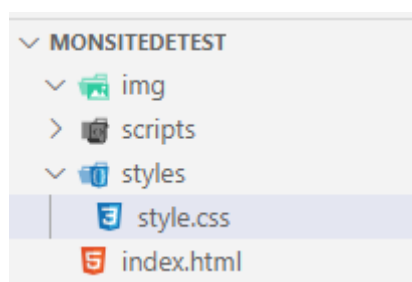 MONSITEDETEST
img
scripts
styles
style.css
index.html